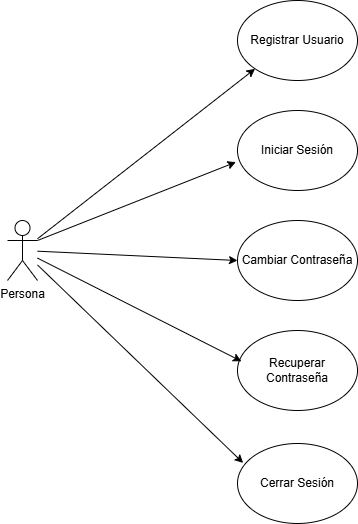 Registrar Usuario
Iniciar Sesión
Cambiar Contraseña
Persona
Recuperar
Contraseña
Cerrar Sesión